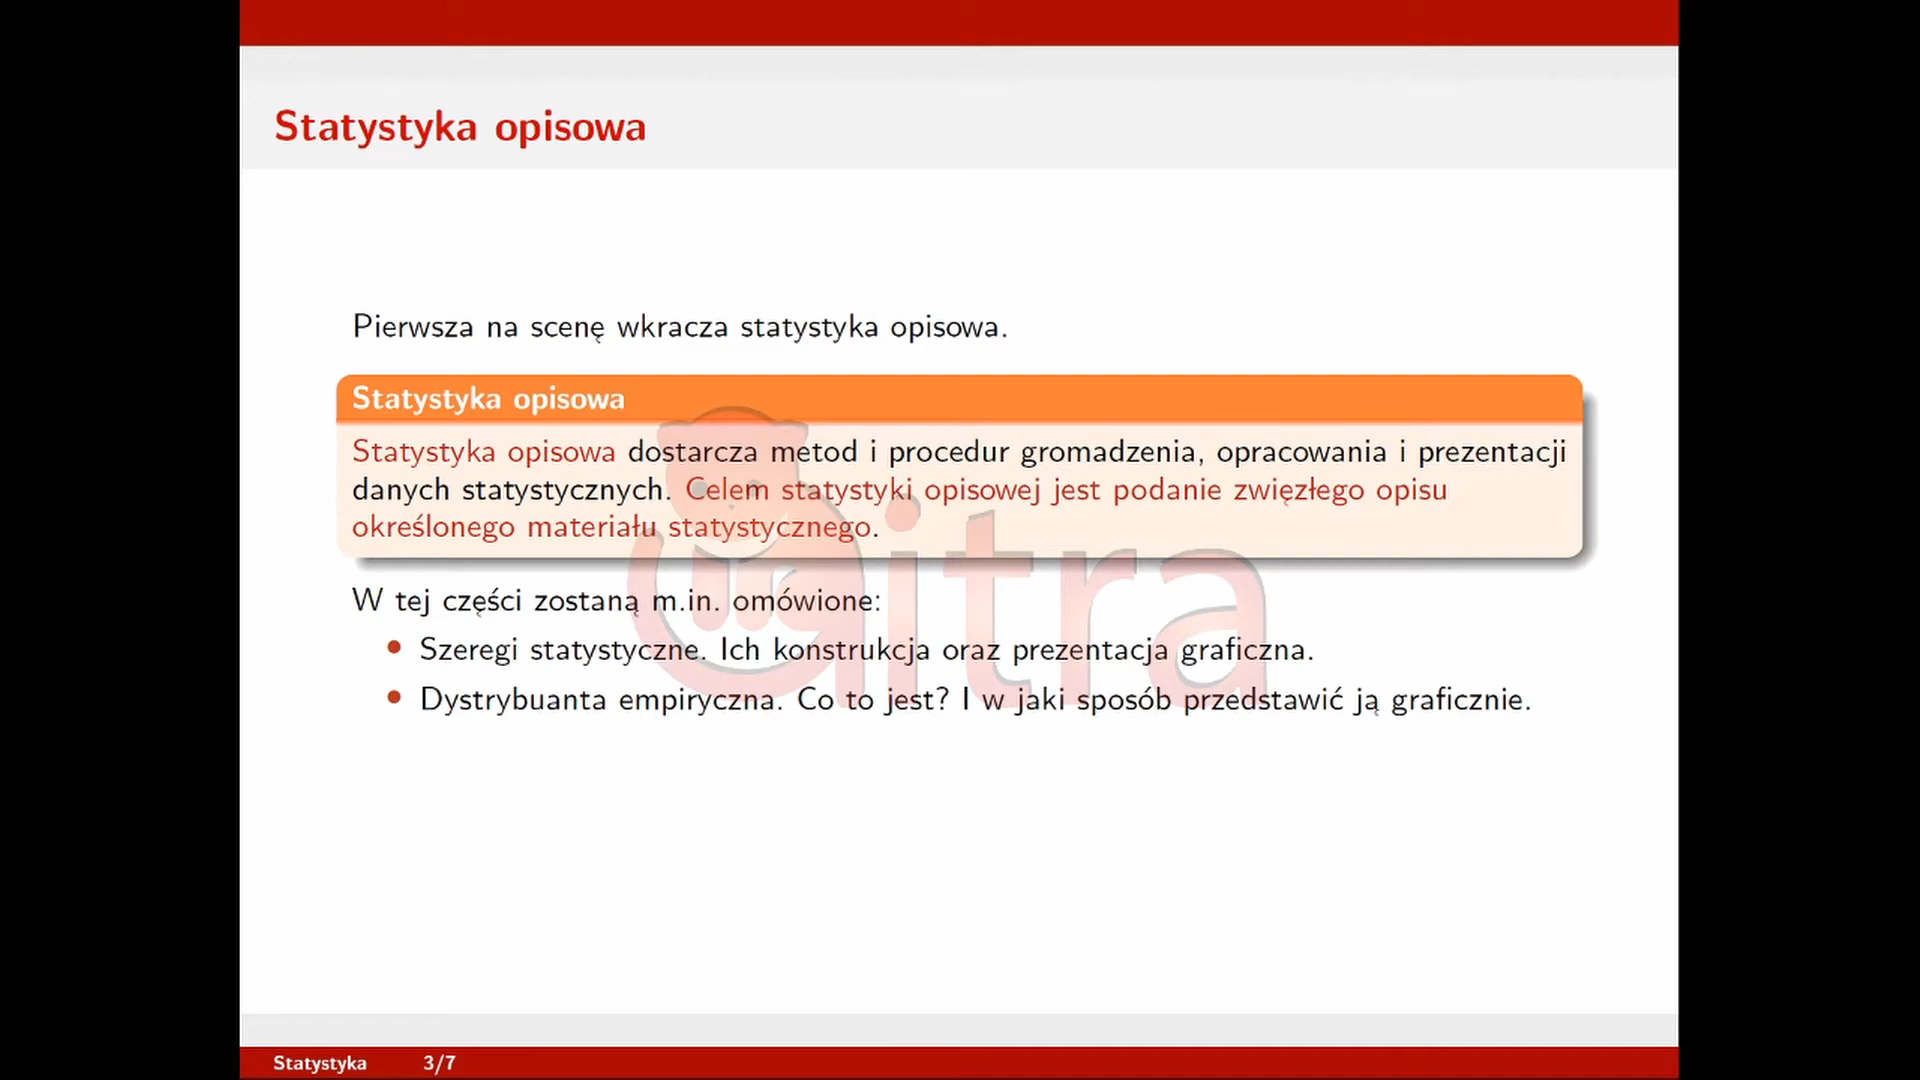 Statystyka opisowa
Pierwsza na scenę wkracza statystyka opisowa.
Statystyka opisowa
Statystyka opisowa dostarcza metod i procedur gromadzenia, opracowania i prezentacji
danych statystycznych. Celem statystyki opisowej jest podanie zwięzłego opisu
określonego materiału statystycznego.
W tej części zostaną m.in. omówione:
• Szeregi statystyczne. Ich konstrukcja oraz prezentacja graficzna.
• Dystrybuanta empiryczna. Co to jest? I w jaki sposób przedstawić ją graficznie.
itra
Statystyka 3/7